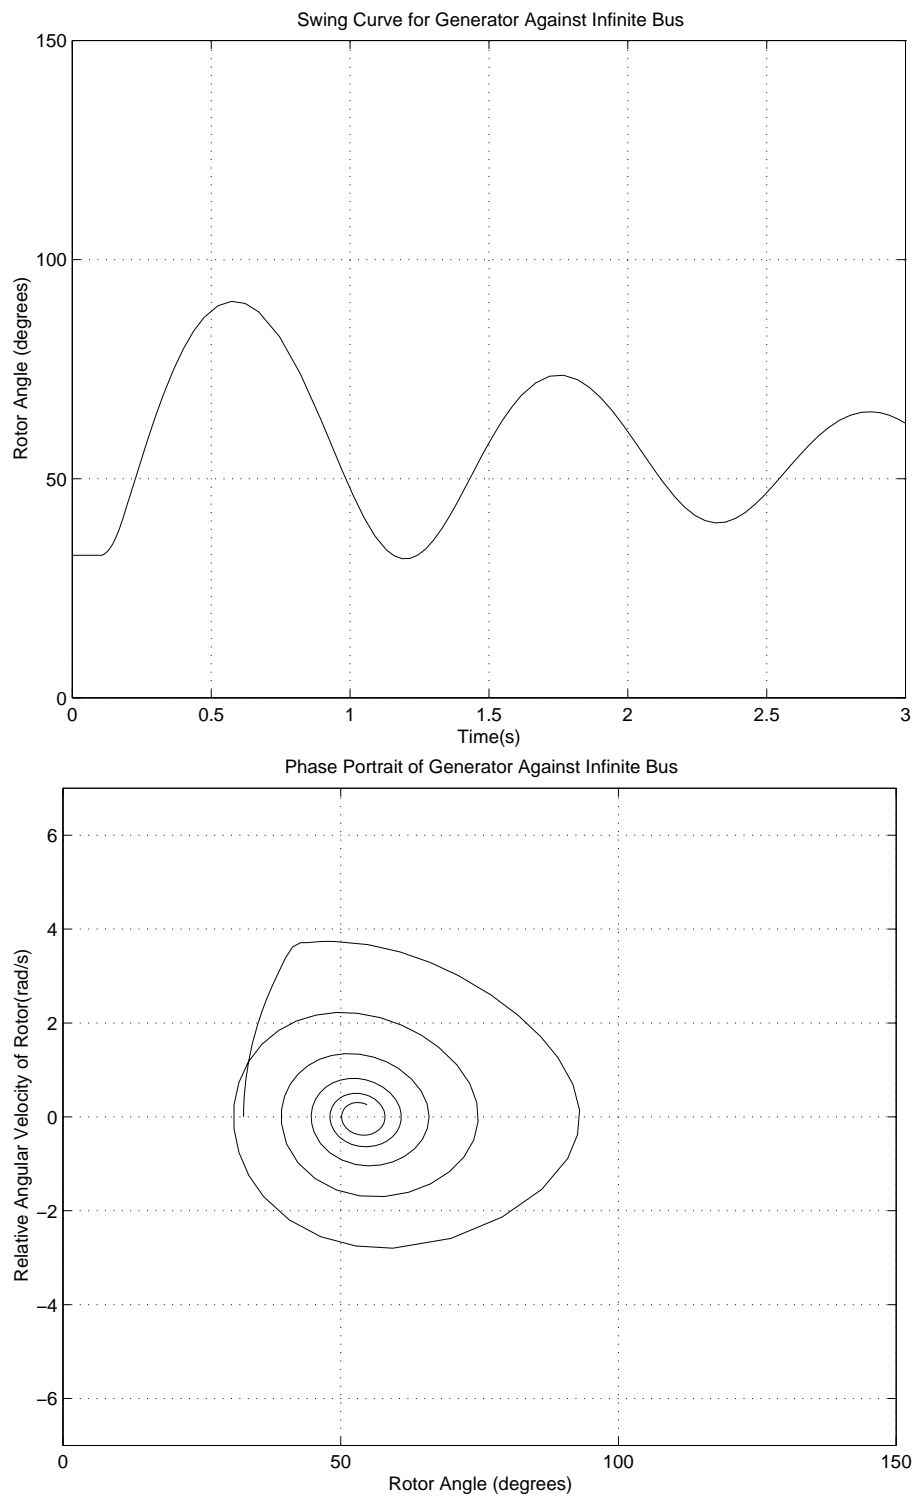 Swing Curve for Generator Against Infinite Bus
150
100
50
0
Rotor Angle (degrees)
0 0.5 1 1.5 2 2.5 3
Time(s)
Phase Portrait of Generator Against Infinite Bus
6
4
2
0
−2
−4
−6
Relative Angular Velocity of Rotor(rad/s)
0 50 100 150
Rotor Angle (degrees)